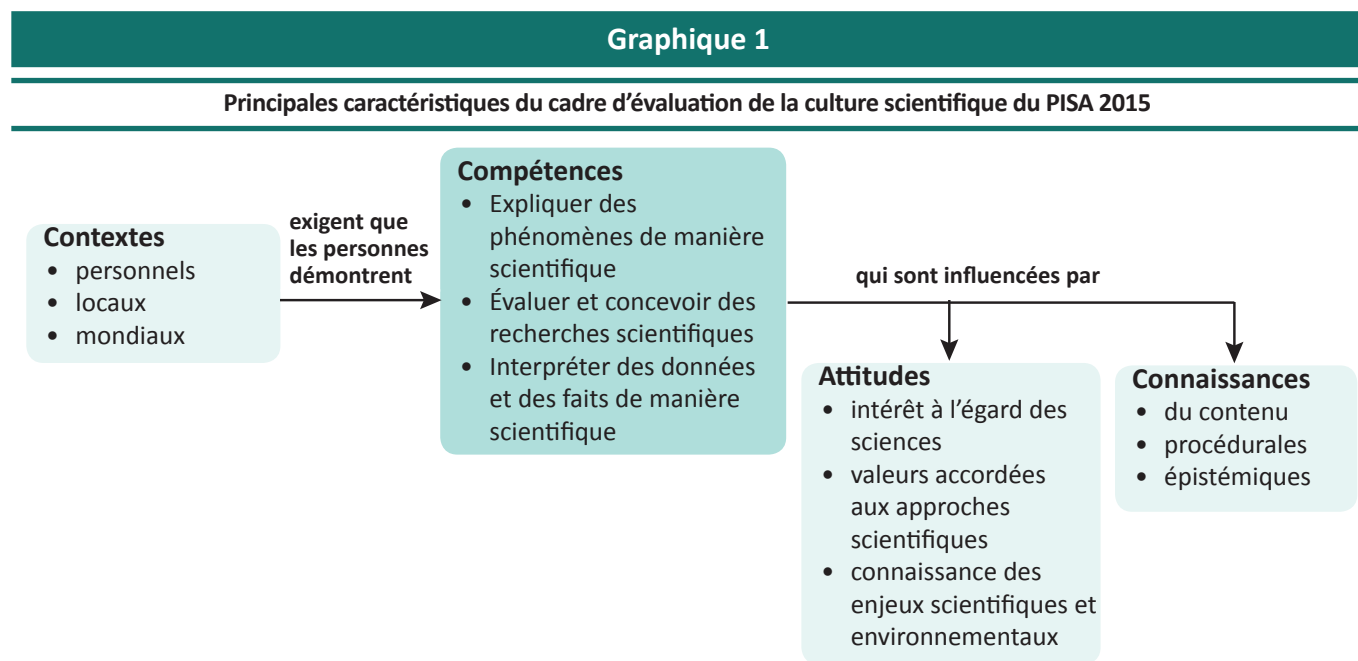 Graphique 1
Principales caractéristiques du cadre d’évaluation de la culture scientifique du PISA 2015
Contextes
• personnels
• locaux
• mondiaux
exigent que
les personnes
démontrent
Compétences
• Expliquer des
phénomènes de manière
scientifique
• Évaluer et concevoir des
recherches scientifiques
• Interpréter des données
et des faits de manière
scientifique
qui sont influencées par
Attitudes
• intérêt à l’égard des
sciences
• valeurs accordées
aux approches
scientifiques
• connaissance des
enjeux scientifiques et
environnementaux
Connaissances
• du contenu
• procédurales
• épistémiques